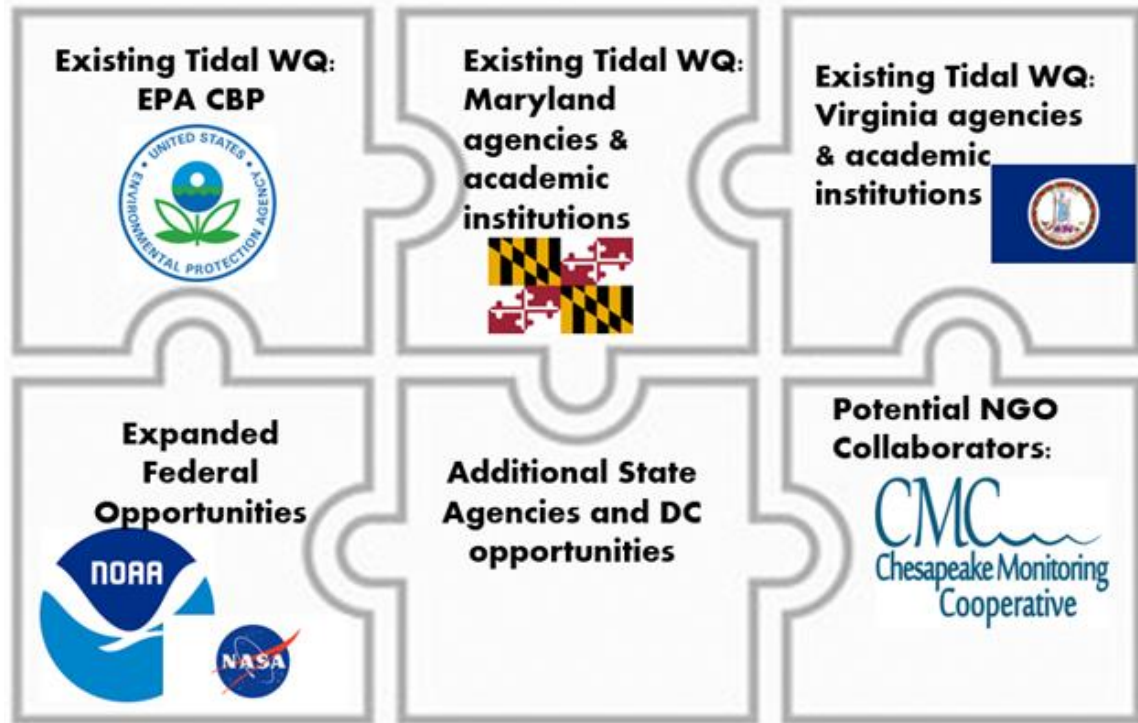 Existing Tidal WQ:
EPA CBP
UNITED STATES
ENVIRONMENTAL PROTECTION AGENCY
Existing Tidal WQ:
Maryland
agencies &
academic
institutions
Existing Tidal WQ:
Virginia agencies
& academic
institutions
Expanded
Federal
Opportunities
NOAA
NASA
Additional State
Agencies and DC
opportunities
Potential NGO
Collaborators:
CMC
Chesapeake Monitoring
Cooperative